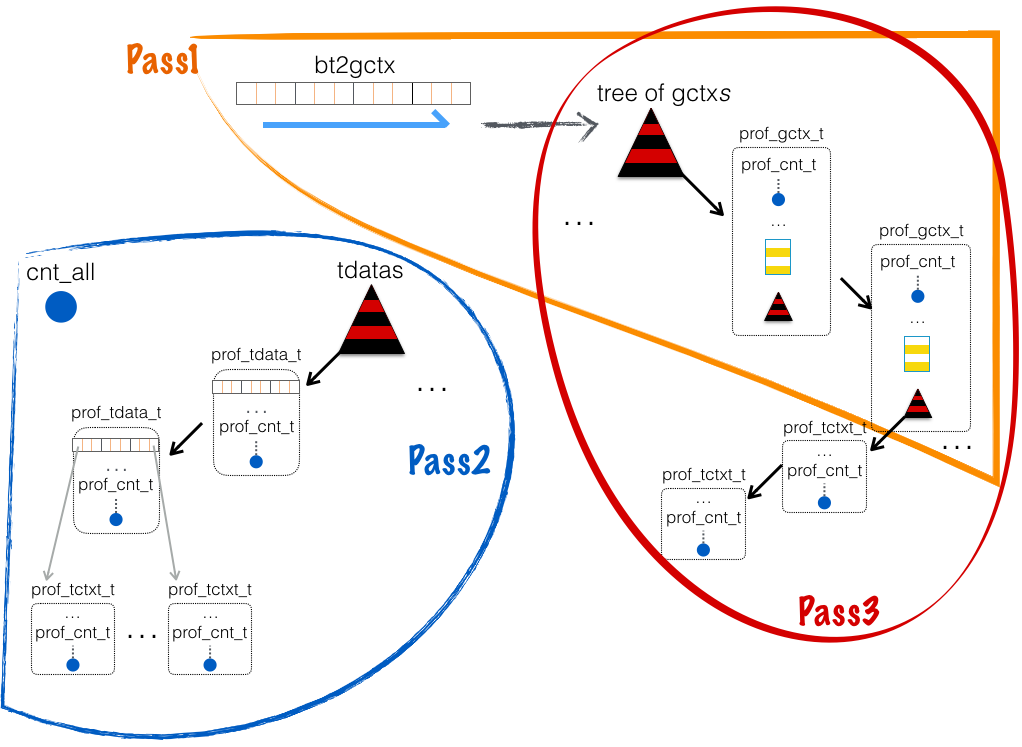 Pass1
bt2gctx
tree of gctxs
prof_gctx_t
prof_cnt_t
...
...
prof_gctx_t
prof_cnt_t
...
cnt_all
tdatas
prof_tdata_t
...
prof_cnt_t
...
prof_tdata_t
...
prof_cnt_t
Pass2
prof_tctxt_t
...
prof_cnt_t
...
prof_tctxt_t
...
prof_cnt_t
prof_tctxt_t
...
prof_cnt_t
...
prof_tctxt_t
...
prof_cnt_t
Pass3